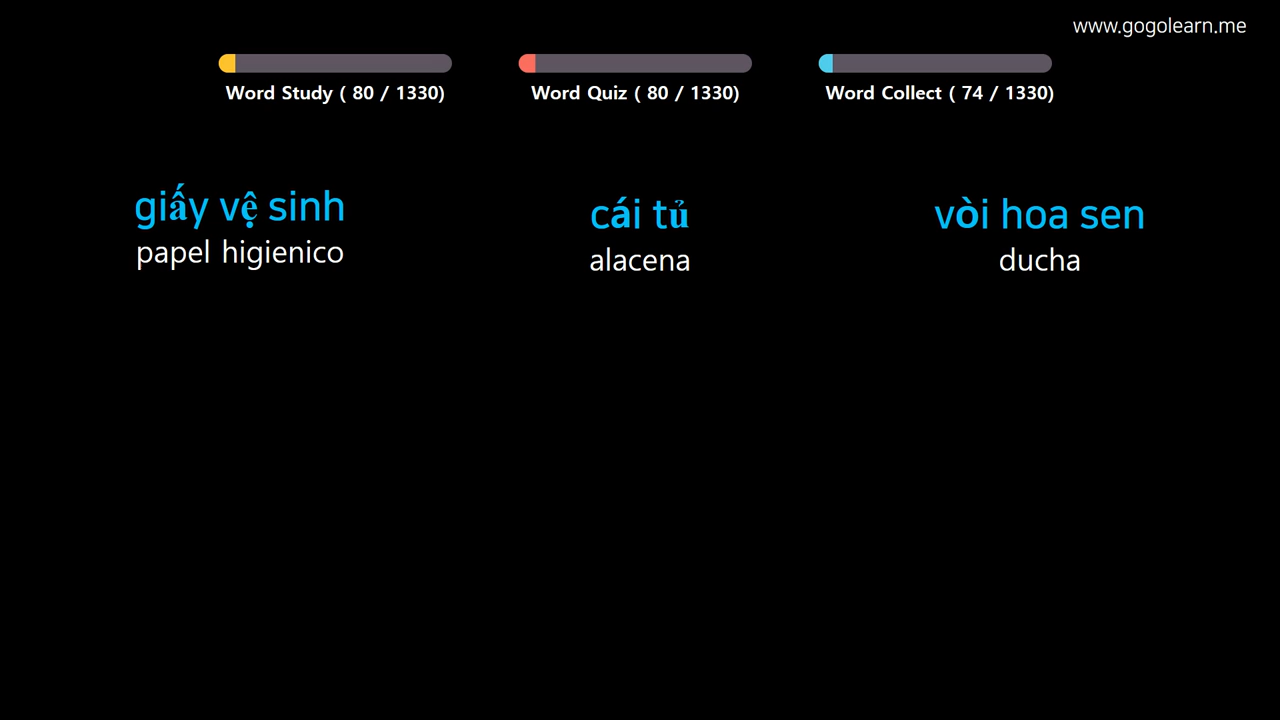 www.gogolearn.me
Word Study ( 80 / 1330)
Word Quiz ( 80 / 1330)
Word Collect ( 74 / 1330)
giấy vệ sinh
papel higienico
cái tủ
alacena
vòi hoa sen
ducha